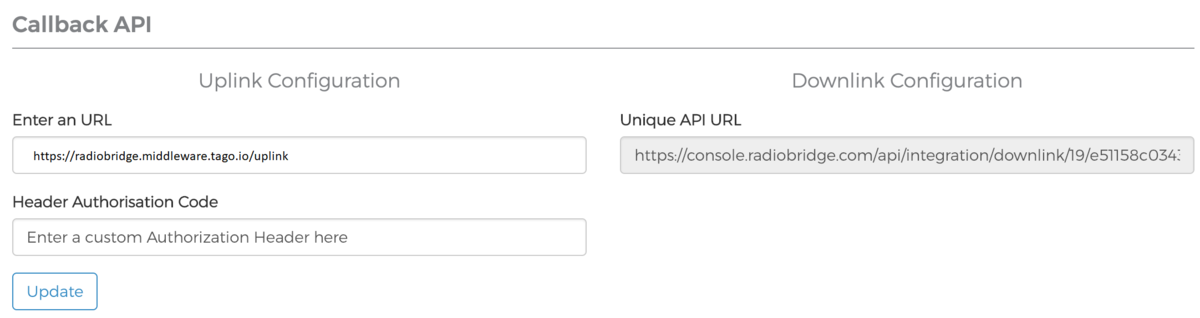 Callback API
Uplink Configuration
Downlink Configuration
Enter an URL
Unique API URL
https://radiobridge.middleware.tago.io/uplink
https://console.radiobridge.com/api/integration/downlink/19/e51158c034
Header Authorisation Code
Enter a custom Authorization Header here
Update